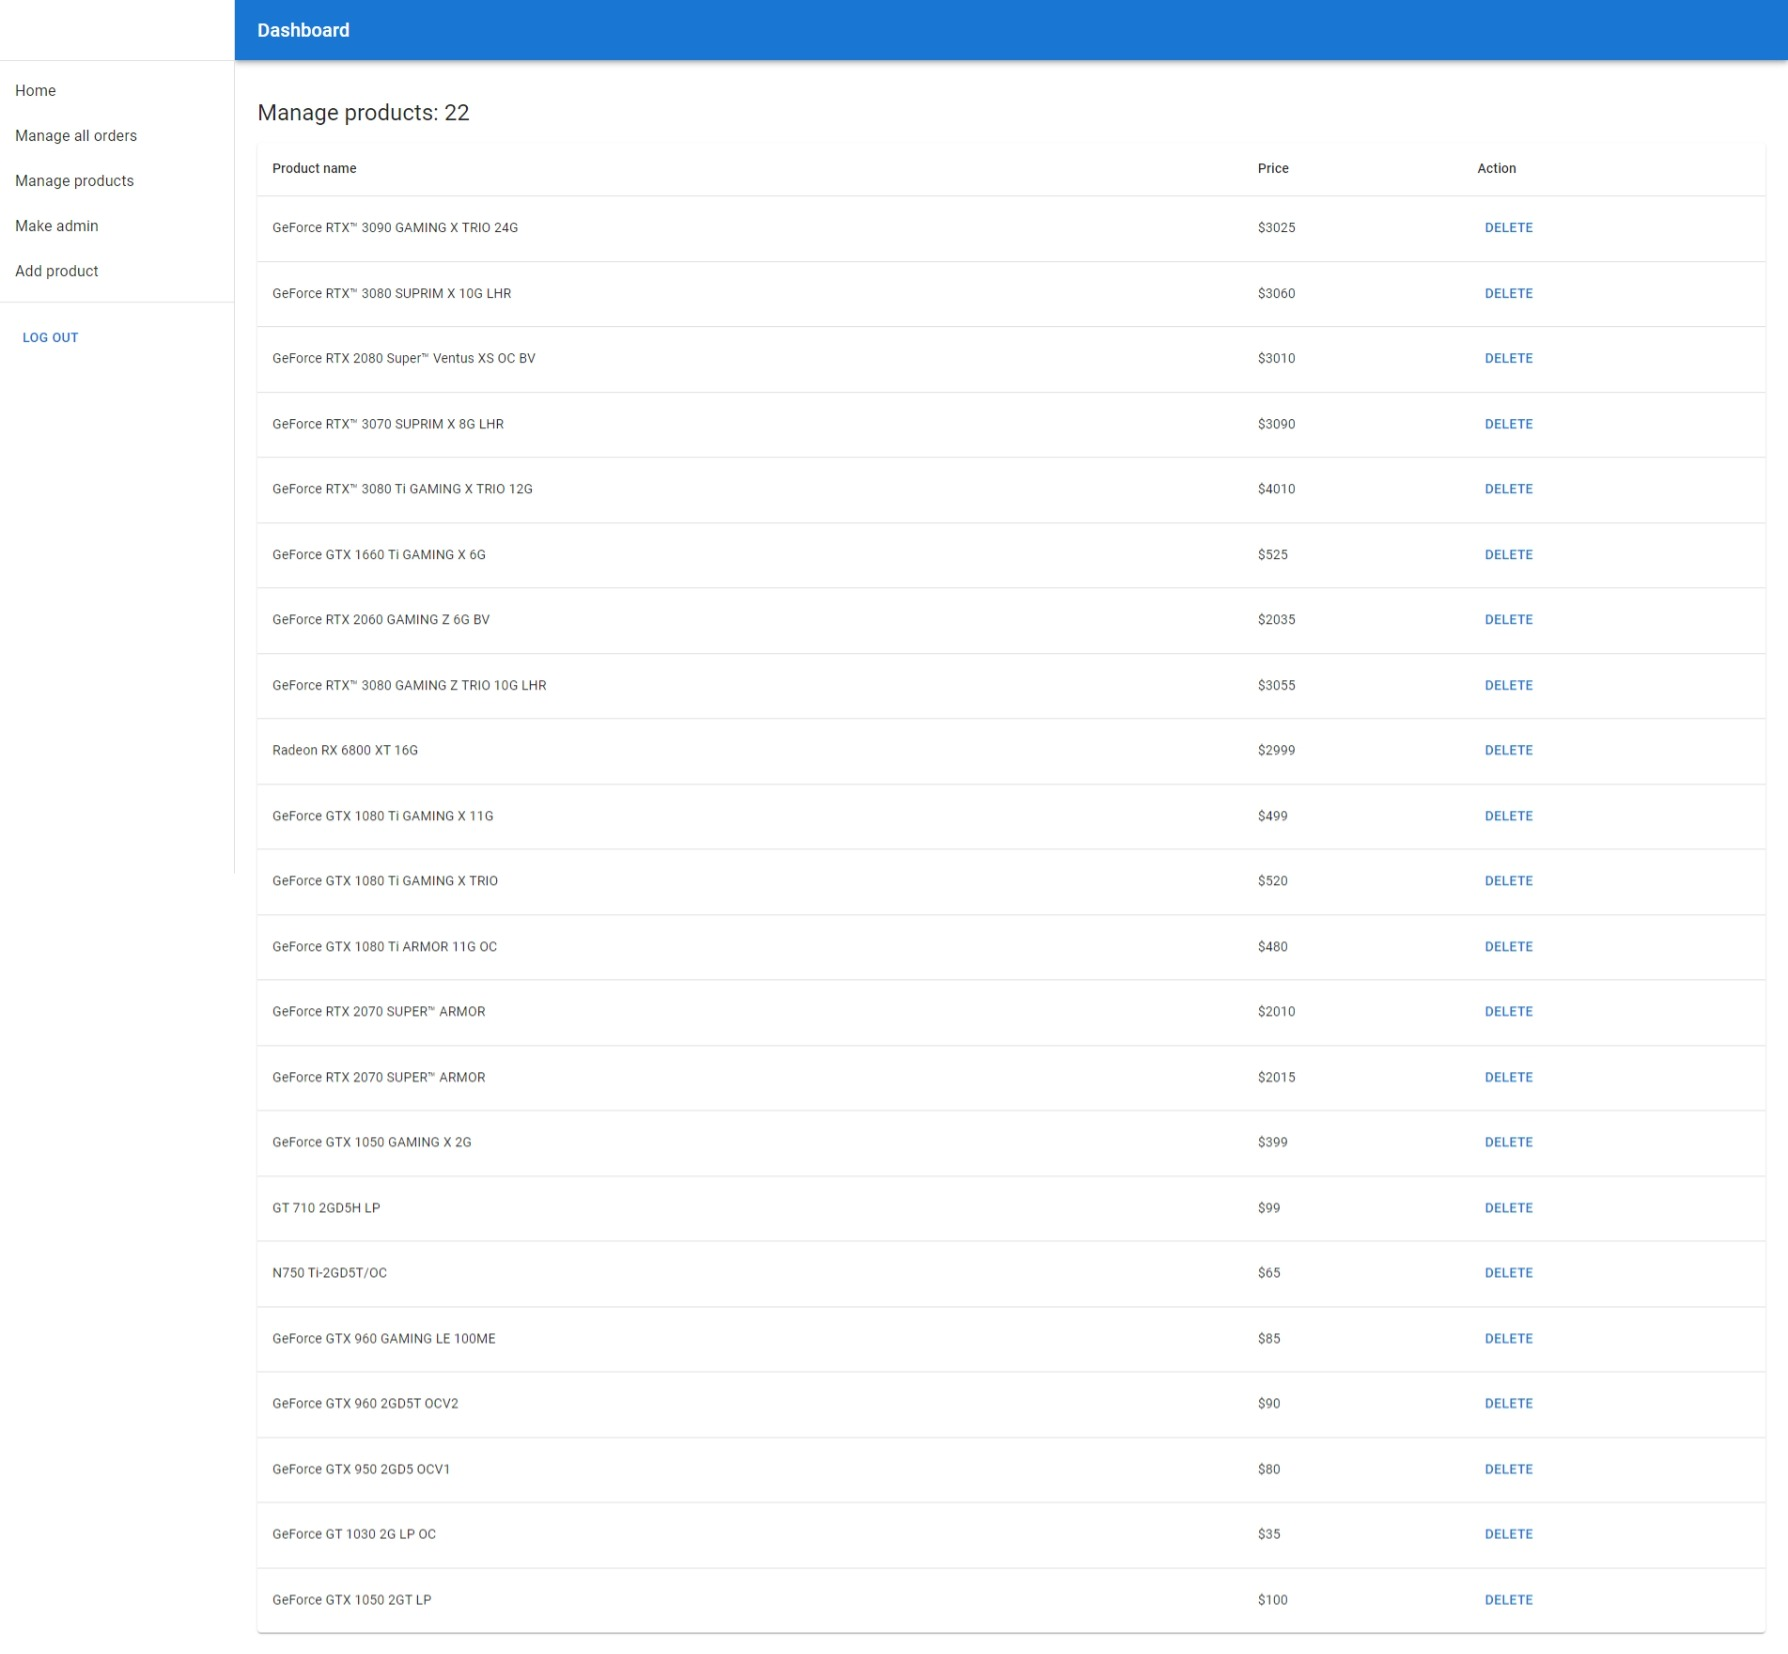 Dashboard
Home
Manage all orders
Manage products
Make admin
Add product
LOG OUT
Manage products: 22
Product name Price Action
GeForce RTX™ 3090 GAMING X TRIO 24G $3025 DELETE
GeForce RTX™ 3080 SUPRIM X 10G LHR $3060 DELETE
GeForce RTX 2080 Super™ Ventus XS OC BV $3010 DELETE
GeForce RTX™ 3070 SUPRIM X 8G LHR $3090 DELETE
GeForce RTX™ 3080 Ti GAMING X TRIO 12G $4010 DELETE
GeForce GTX 1660 Ti GAMING X 6G $525 DELETE
GeForce RTX 2060 GAMING Z 6G BV $2035 DELETE
GeForce RTX™ 3080 GAMING Z TRIO 10G LHR $3055 DELETE
Radeon RX 6800 XT 16G $2999 DELETE
GeForce GTX 1080 Ti GAMING X 11G $499 DELETE
GeForce GTX 1080 Ti GAMING X TRIO $520 DELETE
GeForce GTX 1080 Ti ARMOR 11G OC $480 DELETE
GeForce RTX 2070 SUPER™ ARMOR $2010 DELETE
GeForce RTX 2070 SUPER™ ARMOR $2015 DELETE
GeForce GTX 1050 GAMING X 2G $399 DELETE
GT 710 2GD5H LP $99 DELETE
N750 Ti-2GD5T/OC $65 DELETE
GeForce GTX 960 GAMING LE 100ME $85 DELETE
GeForce GTX 960 2GD5T OCV2 $90 DELETE
GeForce GTX 950 2GD5 OCV1 $80 DELETE
GeForce GT 1030 2G LP OC $35 DELETE
GeForce GTX 1050 2GT LP $100 DELETE